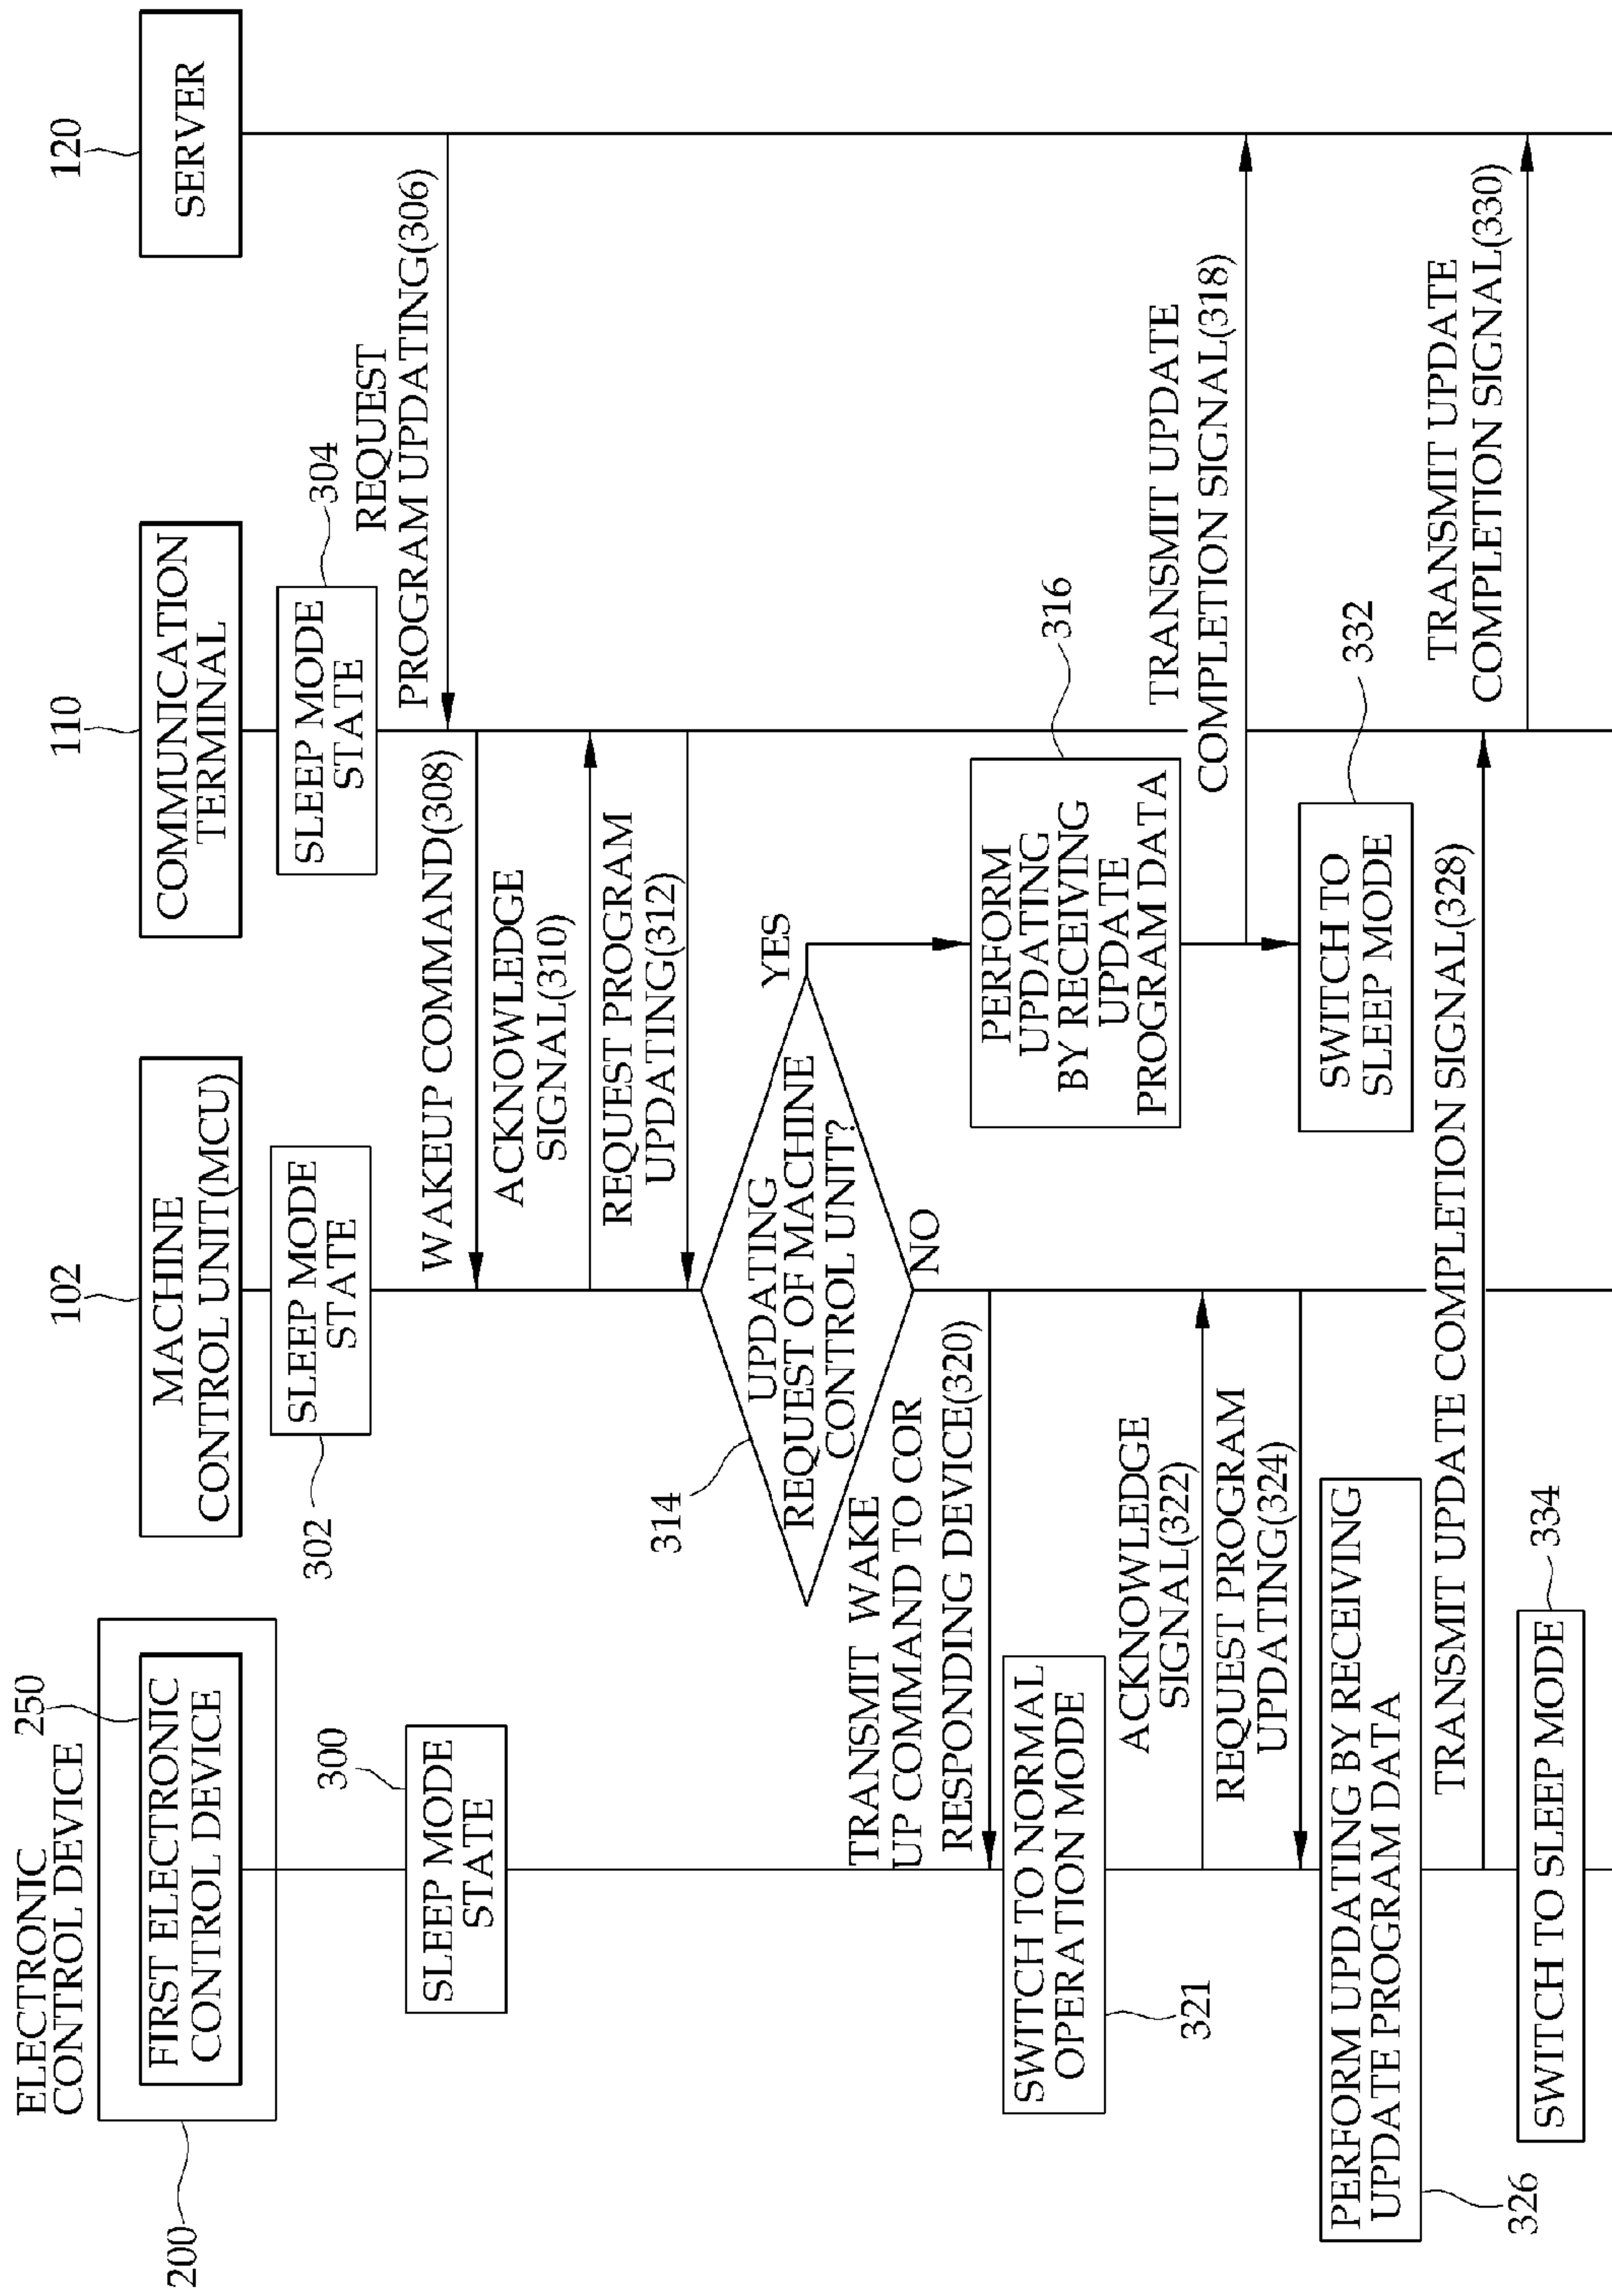 ELECTRONIC
CONTROL DEVICE
250
FIRST ELECTRONIC
CONTROL DEVICE
200
102
MACHINE
CONTROL UNIT(MCU)
110
COMMUNICATION
TERMINAL
120
SERVER
300
SLEEP MODE
STATE
302
SLEEP MODE
STATE
304
SLEEP MODE
STATE
REQUEST
PROGRAM UPDATING(306)
WAKEUP COMMAND(308)
ACKNOWLEDGE
SIGNAL(310)
REQUEST PROGRAM
UPDATING(312)
314
UPDATING
REQUEST OF MACHINE
CONTROL UNIT?
YES
NO
PERFORM
UPDATING
BY RECEIVING
UPDATE
PROGRAM DATA
316
TRANSMIT UPDATE
COMPLETION SIGNAL(318)
TRANSMIT WAKE
UP COMMAND TO COR
RESPONDING DEVICE(320)
SWITCH TO NORMAL
OPERATION MODE
321
ACKNOWLEDGE
SIGNAL(322)
REQUEST PROGRAM
UPDATING(324)
PERFORM UPDATING BY RECEIVING
UPDATE PROGRAM DATA
326
SWITCH TO
SLEEP MODE
332
TRANSMIT UPDATE COMPLETION SIGNAL(328)
TRANSMIT UPDATE
COMPLETION SIGNAL(330)
SWITCH TO SLEEP MODE
334